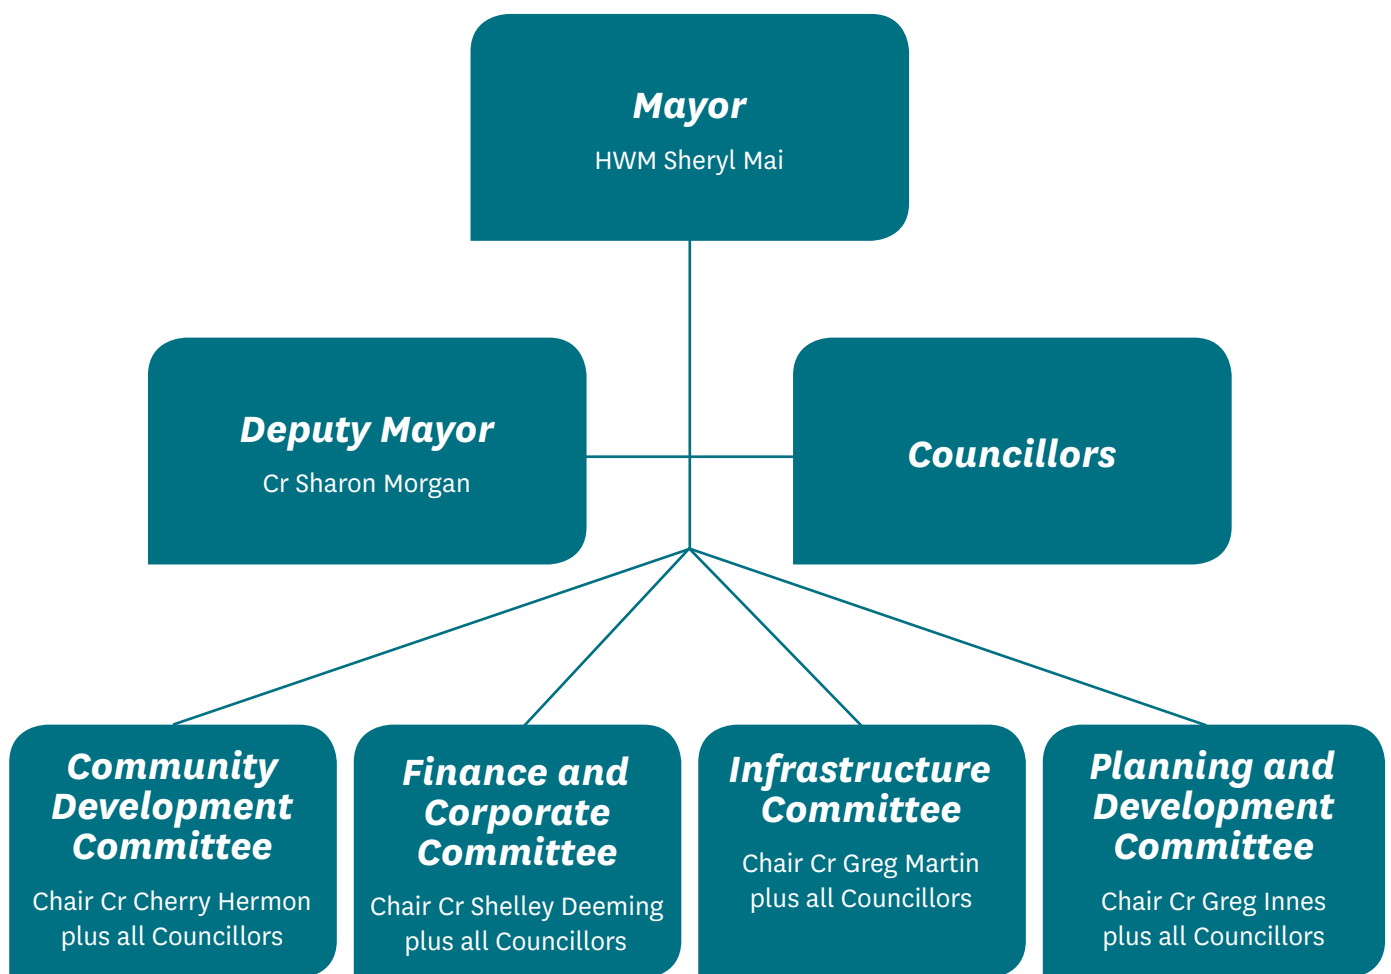 Mayor
HWM Sheryl Mai
Deputy Mayor
Cr Sharon Morgan
Councillors
Community
Development
Committee
Chair Cr Cherry Hermon
plus all Councillors
Finance and
Corporate
Committee
Chair Cr Shelley Deeming
plus all Councillors
Infrastructure
Committee
Chair Cr Greg Martin
plus all Councillors
Planning and
Development
Committee
Chair Cr Greg Innes
plus all Councillors